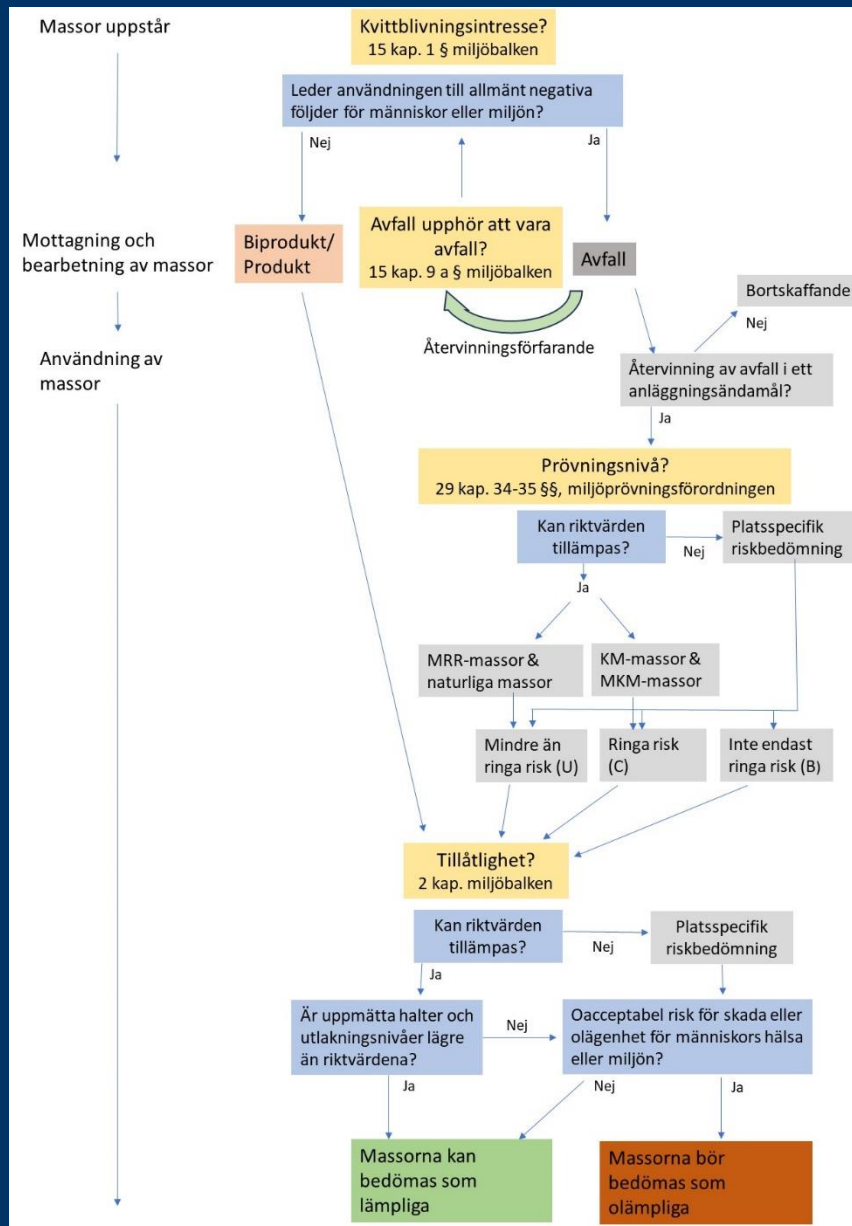 Massor uppstår
Kvittblivningsintresse?
15 kap. 1 § miljöbalken
Leder användningen till allmänt negativa
följder för människor eller miljön?
Nej
Ja
Mottagning och
bearbetning av massor
Biprodukt/
Produkt
Avfall upphör att vara
avfall?
15 kap. 9 a § miljöbalken
Avfall
Bortskaffande
Nej
Återvinningsförfarande
Användning av
massor
Återvinning av avfall i ett
anläggningsändamål?
Ja
Prövningsnivå?
29 kap. 34-35 §§, miljöprövningsförordningen
Kan riktvärden
tillämpas?
Nej
Platsspecifik
riskbedömning
Ja
MRR-massor &
naturliga massor
KM-massor &
MKM-massor
Mindre än
ringa risk (U)
Ringa risk
(C)
Inte endast
ringa risk (B)
Tillåtlighet?
2 kap. miljöbalken
Kan riktvärden
tillämpas?
Nej
Platsspecifik
riskbedömning
Ja
Är uppmätta halter och
utlakningsnivåer lägre
än riktvärdena?
Nej
Oacceptabel risk för skada eller
olägenhet för människors hälsa
eller miljön?
Ja
Nej
Ja
Massorna kan
bedömas som
lämpliga
Massorna bör
bedömas som
olämpliga